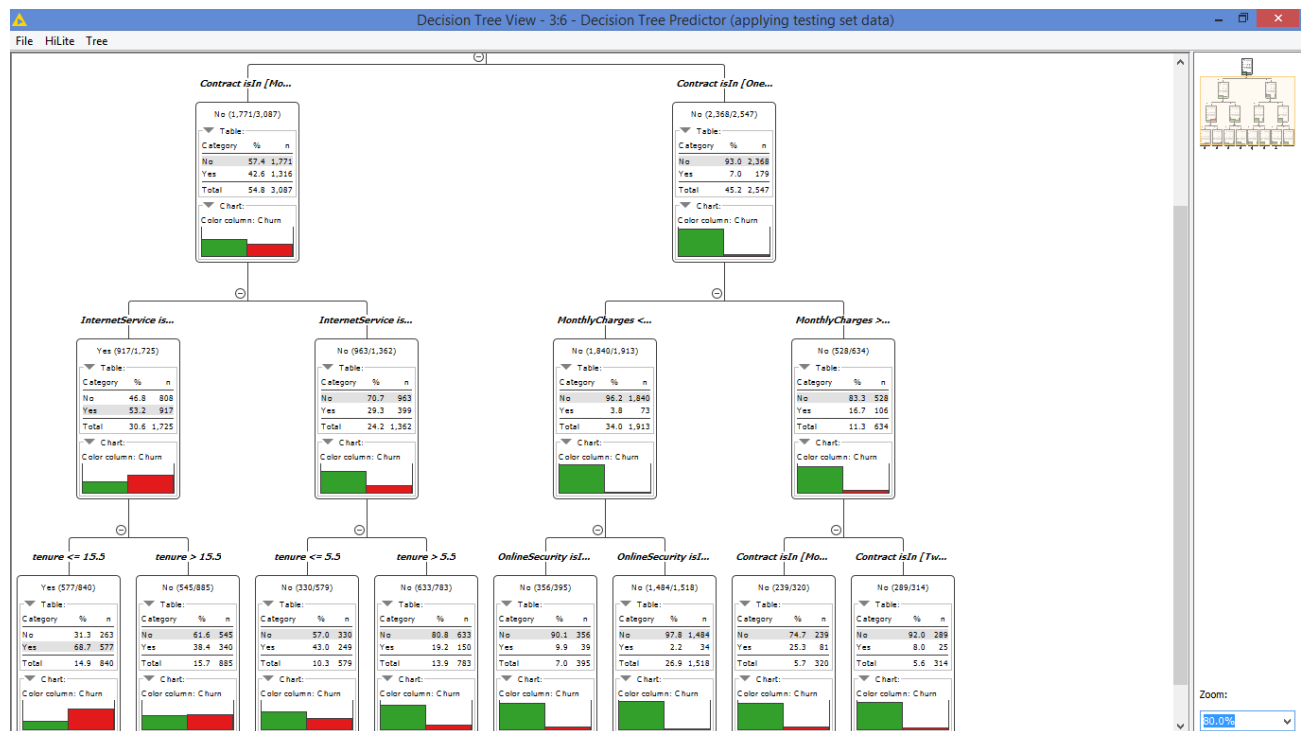 Decision Tree View - 3:6 - Decision Tree Predictor (applying testing set data)
File HiLite Tree
Contract isIn [Mo...
No (1,771/3,087)
Table:
Category % n
No 57.4 1,771
Yes 42.6 1,316
Total 54.8 3,087
Chart:
Color column: Churn
Contract isIn [One...
No (2,368/2,547)
Table:
Category % n
No 93.0 2,368
Yes 7.0 179
Total 45.2 2,547
Chart:
Color column: Churn
InternetService is...
Yes (917/1,725)
Table:
Category % n
No 46.8 808
Yes 53.2 917
Total 30.6 1,725
Chart:
Color column: Churn
InternetService is...
No (963/1,362)
Table:
Category % n
No 70.7 963
Yes 29.3 399
Total 24.2 1,362
Chart:
Color column: Churn
MonthlyCharges <...
No (1,840/1,913)
Table:
Category % n
No 96.2 1,840
Yes 3.8 73
Total 34.0 1,913
Chart:
Color column: Churn
MonthlyCharges >...
No (528/634)
Table:
Category % n
No 83.3 528
Yes 16.7 106
Total 11.3 634
Chart:
Color column: Churn
tenure <= 15.5
Yes (577/840)
Table:
Category % n
No 31.3 263
Yes 68.7 577
Total 14.9 840
Chart:
Color column: Churn
tenure > 15.5
No (545/885)
Table:
Category % n
No 61.6 545
Yes 38.4 340
Total 15.7 885
Chart:
Color column: Churn
tenure <= 5.5
No (330/579)
Table:
Category % n
No 57.0 330
Yes 43.0 249
Total 10.3 579
Chart:
Color column: Churn
tenure > 5.5
No (633/783)
Table:
Category % n
No 80.8 633
Yes 19.2 150
Total 13.9 783
Chart:
Color column: Churn
OnlineSecurity isI...
No (356/395)
Table:
Category % n
No 90.1 356
Yes 9.9 39
Total 7.0 395
Chart:
Color column: Churn
OnlineSecurity isI...
No (1,484/1,518)
Table:
Category % n
No 97.8 1,484
Yes 2.2 34
Total 26.9 1,518
Chart:
Color column: Churn
Contract isIn [Mo...
No (239/320)
Table:
Category % n
No 74.7 239
Yes 25.3 81
Total 5.7 320
Chart:
Color column: Churn
Contract isIn [Tw...
No (289/314)
Table:
Category % n
No 92.0 289
Yes 8.0 25
Total 5.6 314
Chart:
Color column: Churn
Zoom:
80.0%